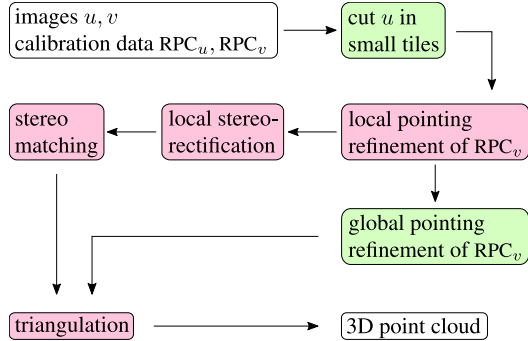 images u, v
calibration data RPC_u, RPC_v
cut u in
small tiles
stereo
matching
local stereo-
rectification
local pointing
refinement of RPC_v
global pointing
refinement of RPC_v
triangulation
3D point cloud